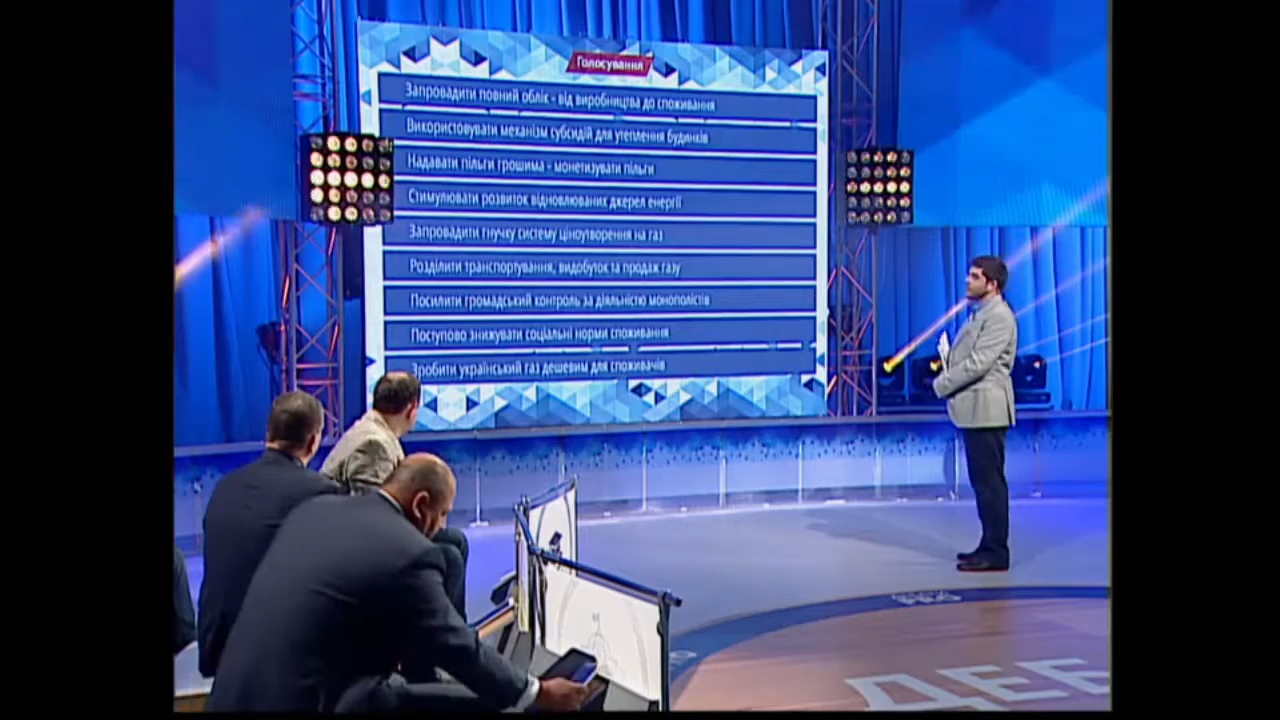 Голосування
Запровадити повний облік - від виробництва до споживання
Використовувати механізм субсидій для утеплення будинків
Надавати пільги грошима - монетизувати пільги
Стимулювати розвиток відновлюваних джерел енергії
Запровадити гнучку систему ціноутворення на газ
Розділити транспортування, видобуток та продаж газу
Посилити громадський контроль за діяльністю монополістів
Поступово знижувати соціальні норми споживання
Зробити український газ дешевим для споживачів
ДЕБ